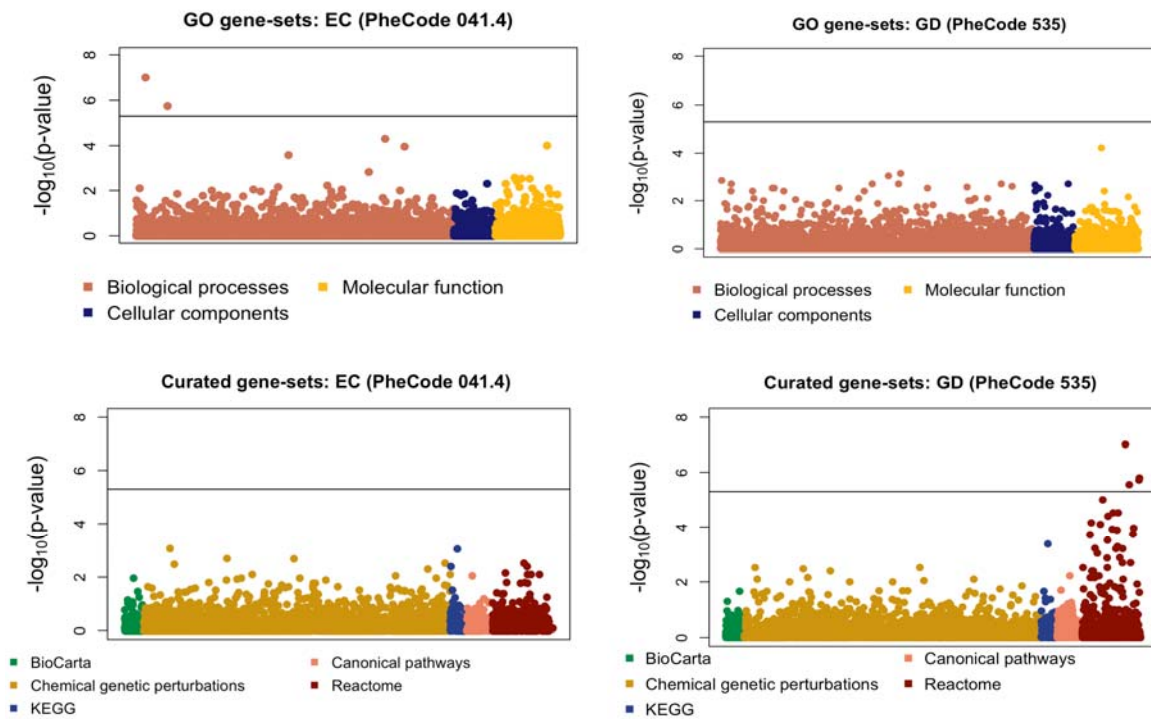 GO gene-sets: EC (PheCode 041.4)
-log10(p-value)
8
6
4
2
0
Biological processes
Molecular function
Cellular components
GO gene-sets: GD (PheCode 535)
-log10(p-value)
8
6
4
2
0
Biological processes
Molecular function
Cellular components
Curated gene-sets: EC (PheCode 041.4)
-log10(p-value)
8
6
4
2
0
BioCarta
Canonical pathways
Chemical genetic perturbations
Reactome
KEGG
Curated gene-sets: GD (PheCode 535)
-log10(p-value)
8
6
4
2
0
BioCarta
Canonical pathways
Chemical genetic perturbations
Reactome
KEGG